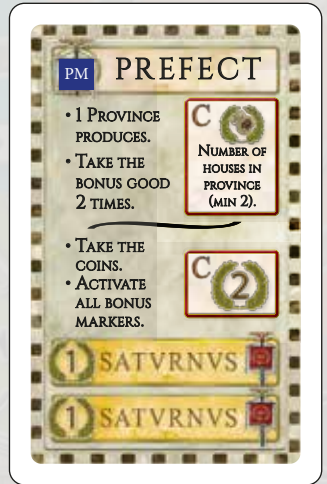 PM PREFECT
• 1 PROVINCE
PRODUCES.
• TAKE THE
BONUS GOOD
2 TIMES.
C
NUMBER OF
HOUSES IN
PROVINCE
(MIN 2).
• TAKE THE
COINS.
• ACTIVATE
ALL BONUS
MARKERS.
C 2
1 SATVRNVS
1 SATVRNVS